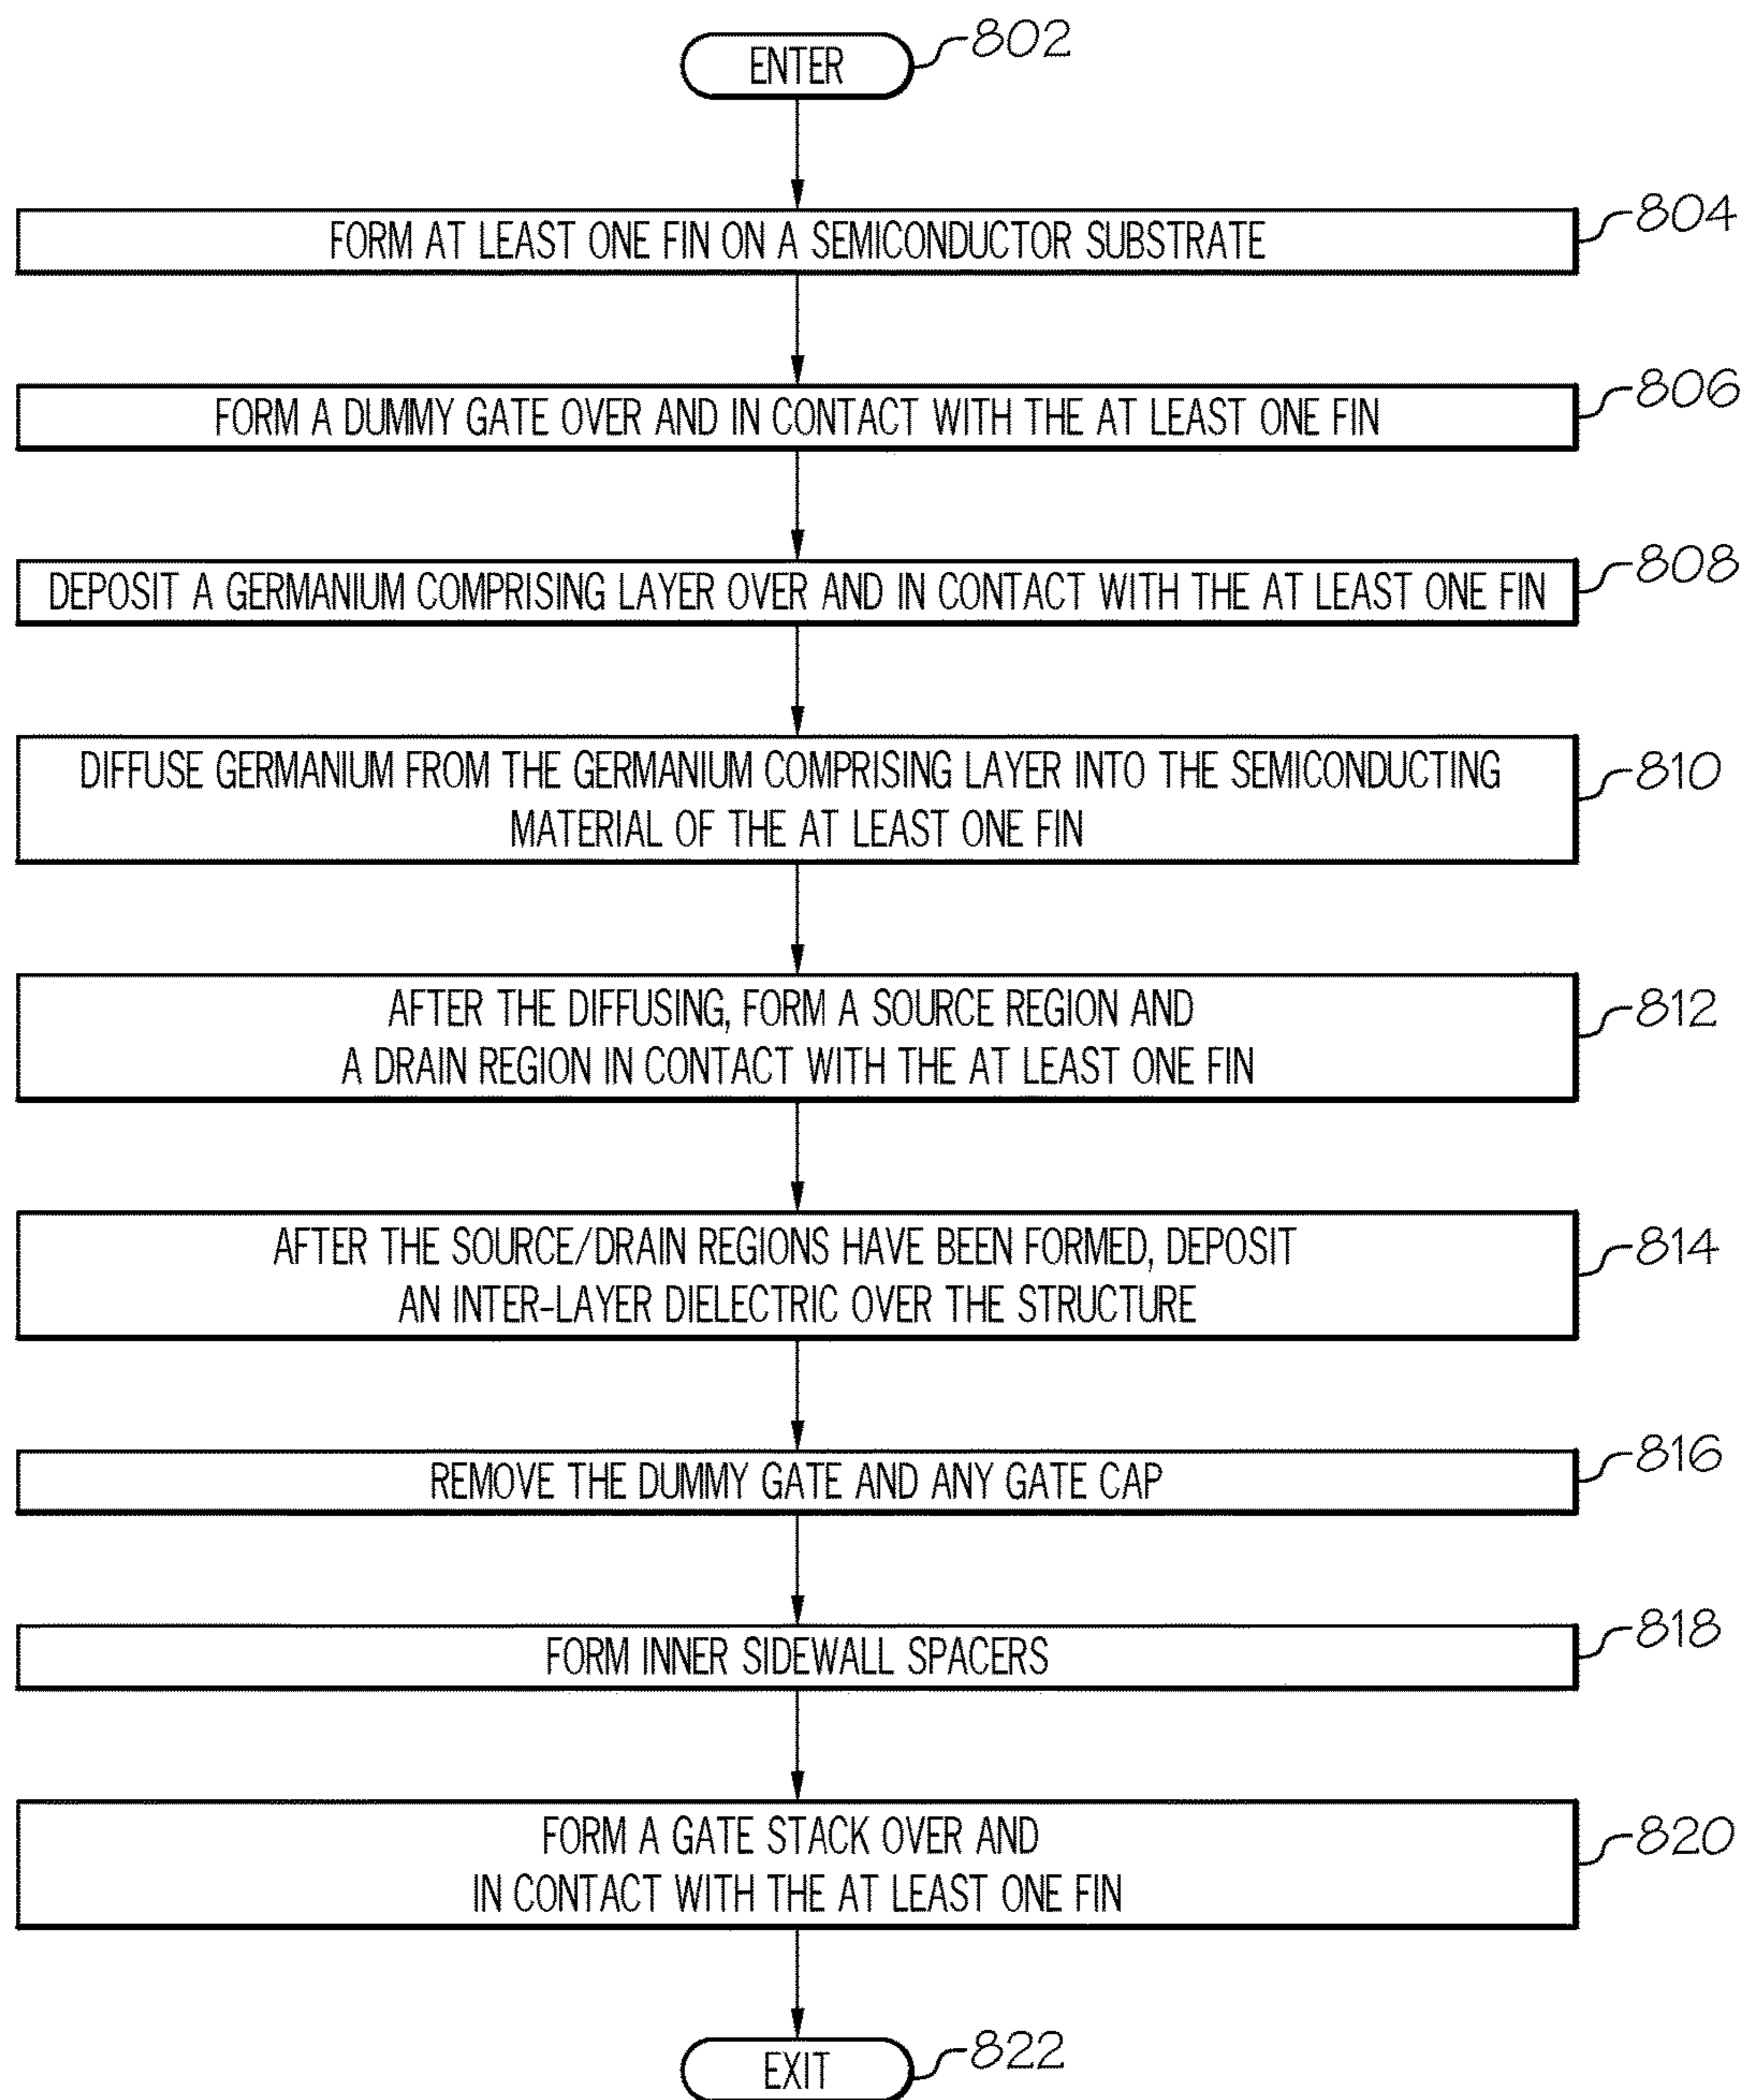 ENTER
802
FORM AT LEAST ONE FIN ON A SEMICONDUCTOR SUBSTRATE
804
FORM A DUMMY GATE OVER AND IN CONTACT WITH THE AT LEAST ONE FIN
806
DEPOSIT A GERMANIUM COMPRISING LAYER OVER AND IN CONTACT WITH THE AT LEAST ONE FIN
808
DIFFUSE GERMANIUM FROM THE GERMANIUM COMPRISING LAYER INTO THE SEMICONDUCTING
MATERIAL OF THE AT LEAST ONE FIN
810
AFTER THE DIFFUSING, FORM A SOURCE REGION AND
A DRAIN REGION IN CONTACT WITH THE AT LEAST ONE FIN
812
AFTER THE SOURCE/DRAIN REGIONS HAVE BEEN FORMED, DEPOSIT
AN INTER-LAYER DIELECTRIC OVER THE STRUCTURE
814
REMOVE THE DUMMY GATE AND ANY GATE CAP
816
FORM INNER SIDEWALL SPACERS
818
FORM A GATE STACK OVER AND
IN CONTACT WITH THE AT LEAST ONE FIN
820
EXIT
822